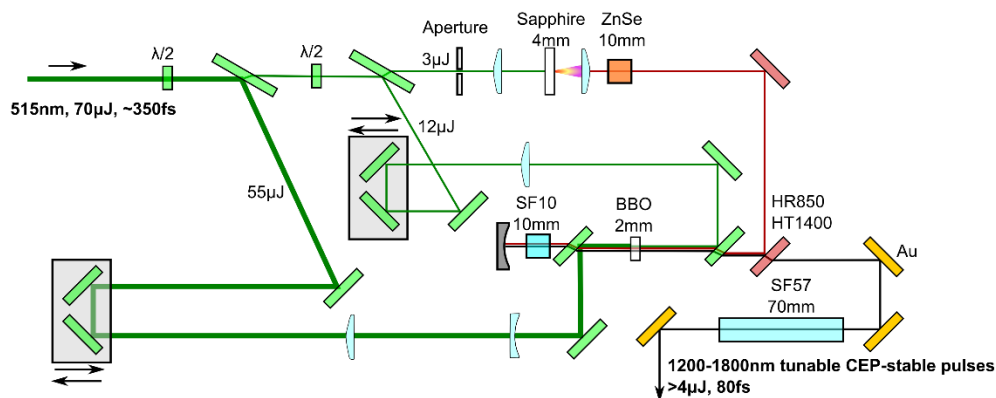 Aperture
Sapphire
4mm
ZnSe
10mm
λ/2
λ/2
3µJ
515nm, 70µJ, ~350fs
12µJ
55µJ
SF10
10mm
BBO
2mm
HR850
HT1400
Au
SF57
70mm
1200-1800nm tunable CEP-stable pulses
>4µJ, 80fs